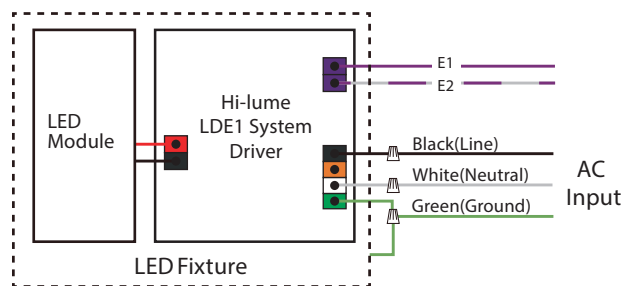 E1
E2
LED
Module
Hi-lume
LDE1 System
Driver
Black(Line)
White(Neutral)
Green(Ground)
AC
Input
LED Fixture